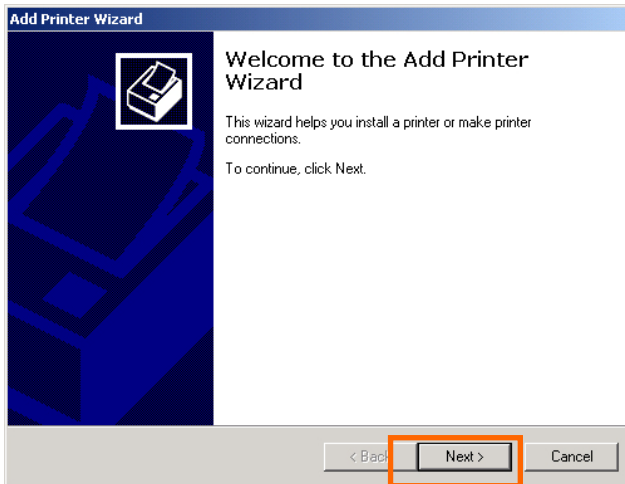 Add Printer Wizard
Welcome to the Add Printer
Wizard
This wizard helps you install a printer or make printer
connections.
To continue, click Next.
< Back
Next >
Cancel